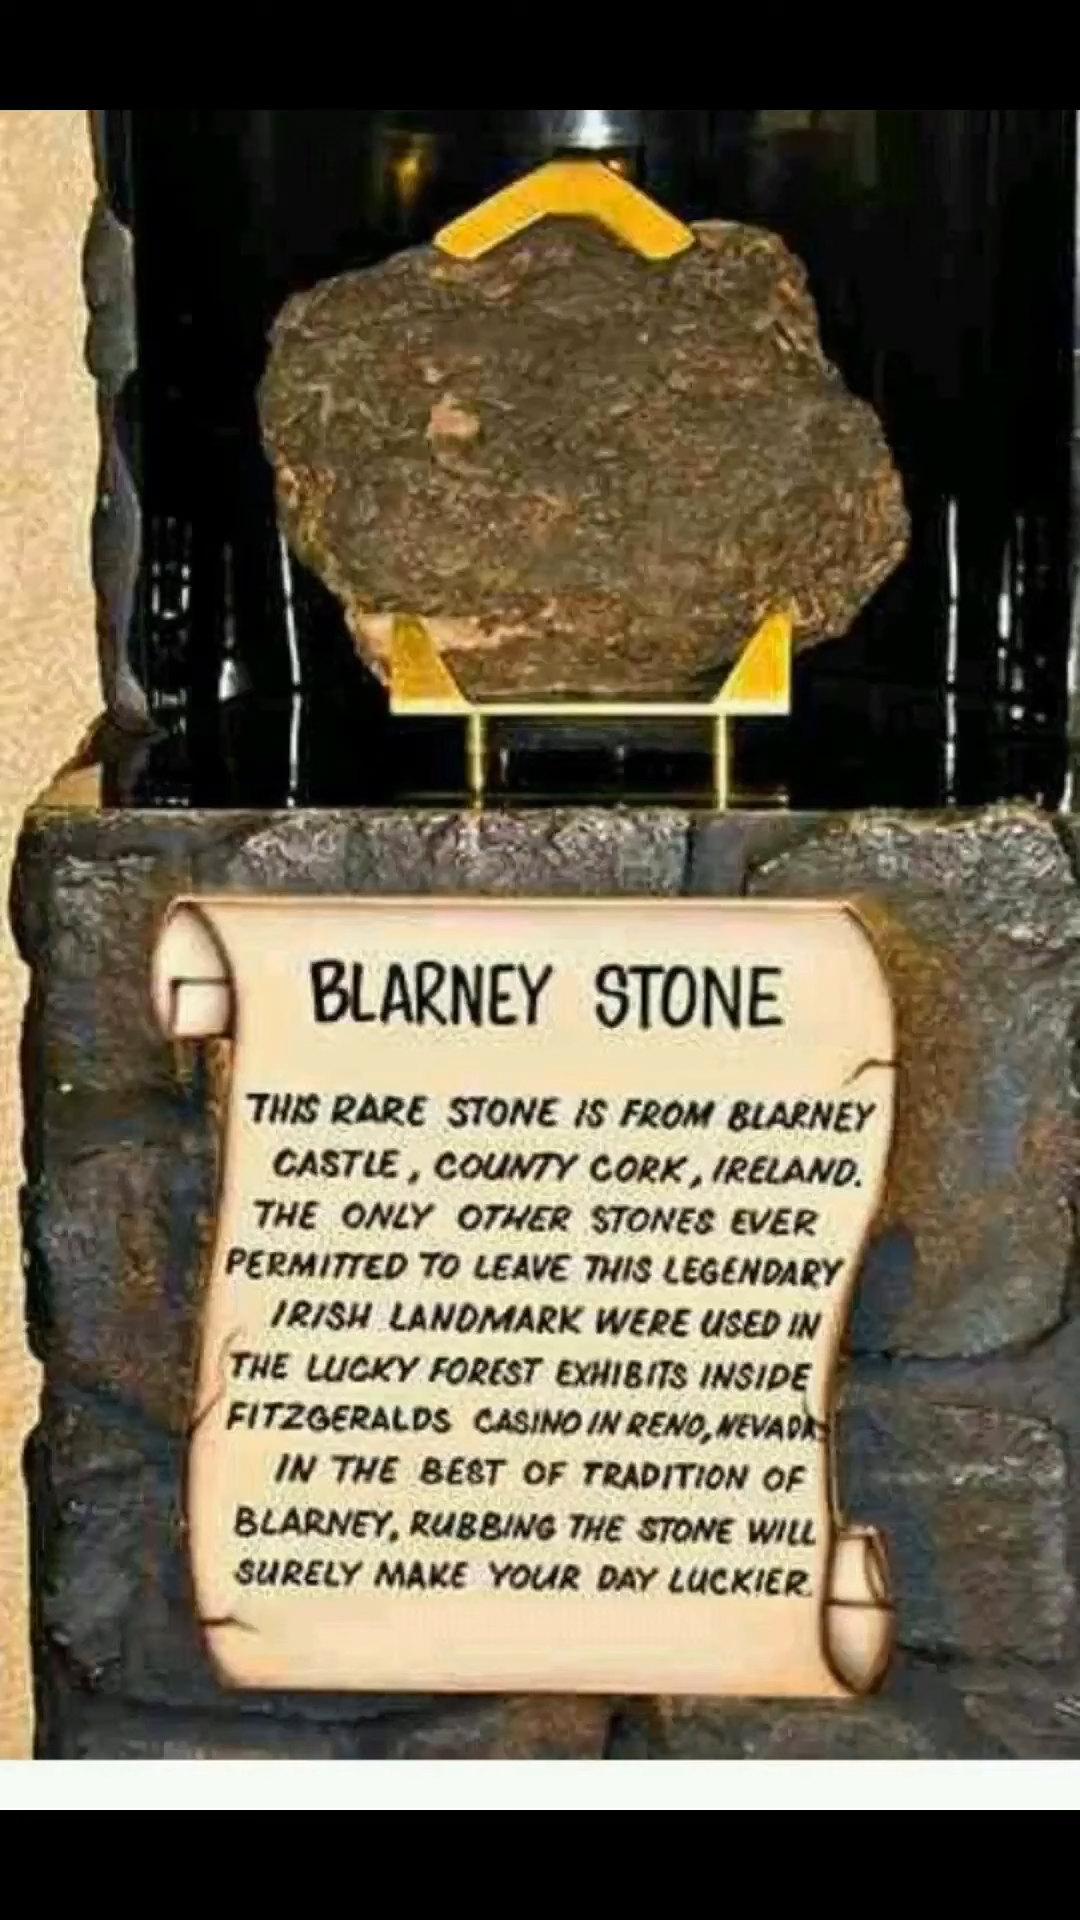 BLARNEY STONE
THIS RARE STONE IS FROM BLARNEY
CASTLE, COUNTY CORK, IRELAND.
THE ONLY OTHER STONES EVER
PERMITTED TO LEAVE THIS LEGENDARY
IRISH LANDMARK WERE USED IN
THE LUCKY FOREST EXHIBITS INSIDE
FITZGERALDS CASINO IN RENO, NEVADA
IN THE BEST OF TRADITION OF
BLARNEY, RUBBING THE STONE WILL
SURELY MAKE YOUR DAY LUCKIER.